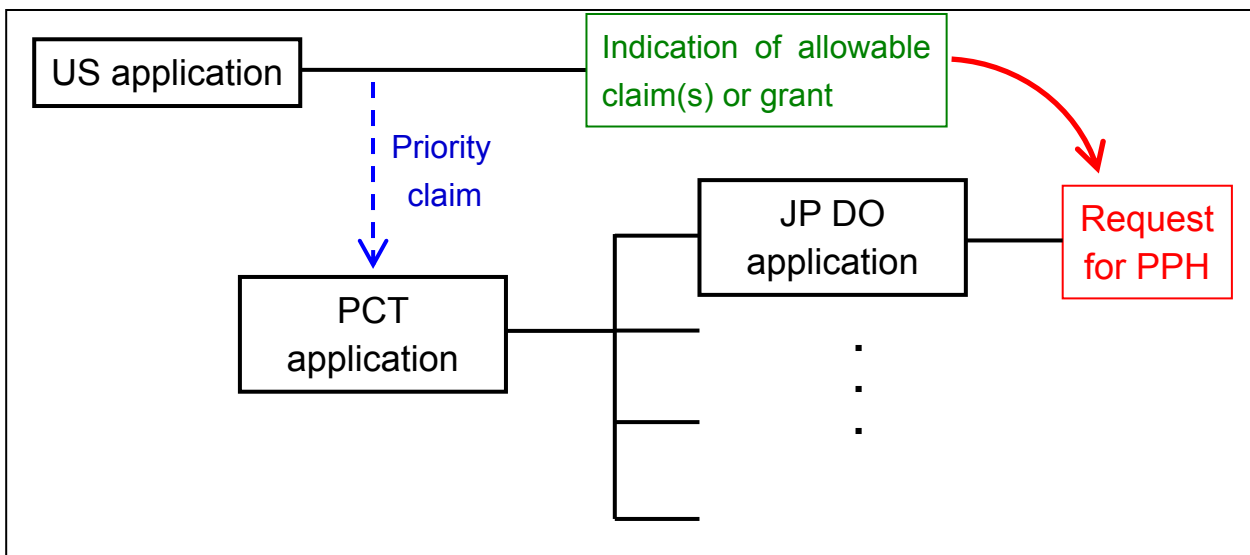 US application
Indication of allowable
claim(s) or grant
Priority
claim
JP DO
application
Request
for PPH
PCT
application